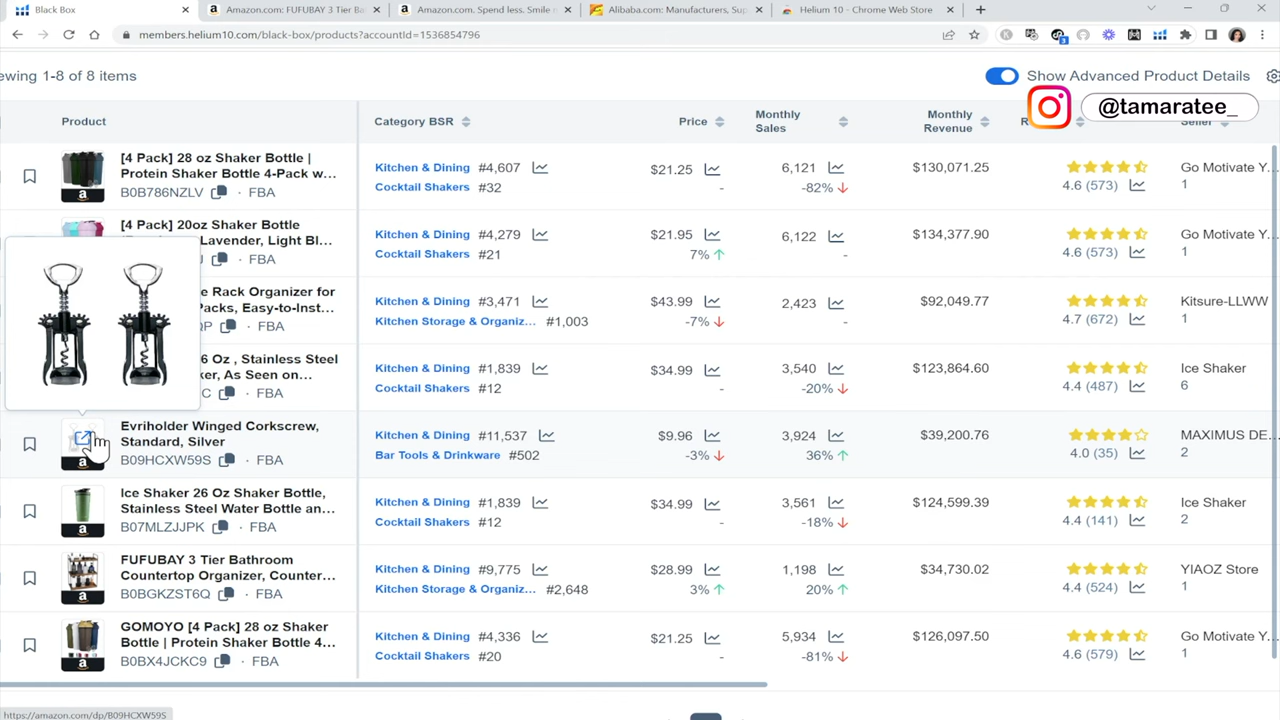 Black Box
Amazon.com: FUFUBAY 3 Tier Ba
Amazon.com. Spend less. Smile m
Alibaba.com: Manufacturers, Sup
Helium 10 - Chrome Web Store
members.helium10.com/black-box/products?accountId=1536854796
ewing 1-8 of 8 items
Show Advanced Product Details
@tamaratee_
Product
Category BSR
Price
Monthly Sales
Monthly Revenue
[4 Pack] 28 oz Shaker Bottle |
Protein Shaker Bottle 4-Pack w...
B0B786NZLV · FBA
Kitchen & Dining #4,607
Cocktail Shakers #32
$21.25
-
6,121
-82%
$130,071.25
4.6 (573)
Go Motivate Y...
1
[4 Pack] 20oz Shaker Bottle
Lavender, Light Bl...
· FBA
Kitchen & Dining #4,279
Cocktail Shakers #21
$21.95
7%
6,122
-
$134,377.90
4.6 (573)
Go Motivate Y...
1
e Rack Organizer for
Packs, Easy-to-Inst...
QP · FBA
Kitchen & Dining #3,471
Kitchen Storage & Organiz... #1,003
$43.99
-7%
2,423
-
$92,049.77
4.7 (672)
Kitsure-LLWW
1
6 Oz , Stainless Steel
ker, As Seen on...
C · FBA
Kitchen & Dining #1,839
Cocktail Shakers #12
$34.99
-
3,540
-20%
$123,864.60
4.4 (487)
Ice Shaker
6
Evriholder Winged Corkscrew,
Standard, Silver
B09HCXW59S · FBA
Kitchen & Dining #11,537
Bar Tools & Drinkware #502
$9.96
-3%
3,924
36%
$39,200.76
4.0 (35)
MAXIMUS DE...
2
Ice Shaker 26 Oz Shaker Bottle,
Stainless Steel Water Bottle an...
B07MLZJJPK · FBA
Kitchen & Dining #1,839
Cocktail Shakers #12
$34.99
-
3,561
-18%
$124,599.39
4.4 (141)
Ice Shaker
2
FUFUBAY 3 Tier Bathroom
Countertop Organizer, Counter...
B0BGKZST6Q · FBA
Kitchen & Dining #9,775
Kitchen Storage & Organiz... #2,648
$28.99
3%
1,198
20%
$34,730.02
4.4 (524)
YIAOZ Store
1
GOMOYO [4 Pack] 28 oz Shaker
Bottle | Protein Shaker Bottle 4...
B0BX4JCKC9 · FBA
Kitchen & Dining #4,336
Cocktail Shakers #20
$21.25
-
5,934
-81%
$126,097.50
4.6 (579)
Go Motivate Y...
1
https://amazon.com/dp/B09HCXW59S